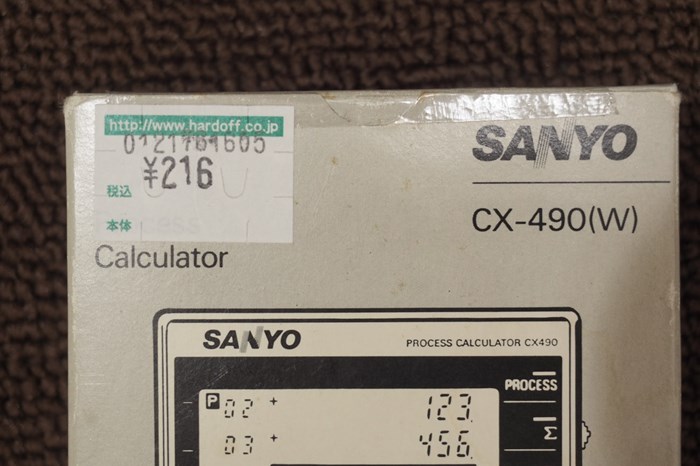 http://www.hardoff.co.jp
0121761605
税込 ¥216
本体
SANYO
CX-490(W)
Calculator
SANYO
PROCESS CALCULATOR CX490
PROCESS
P 02 + 123.
03 + 456.
Σ